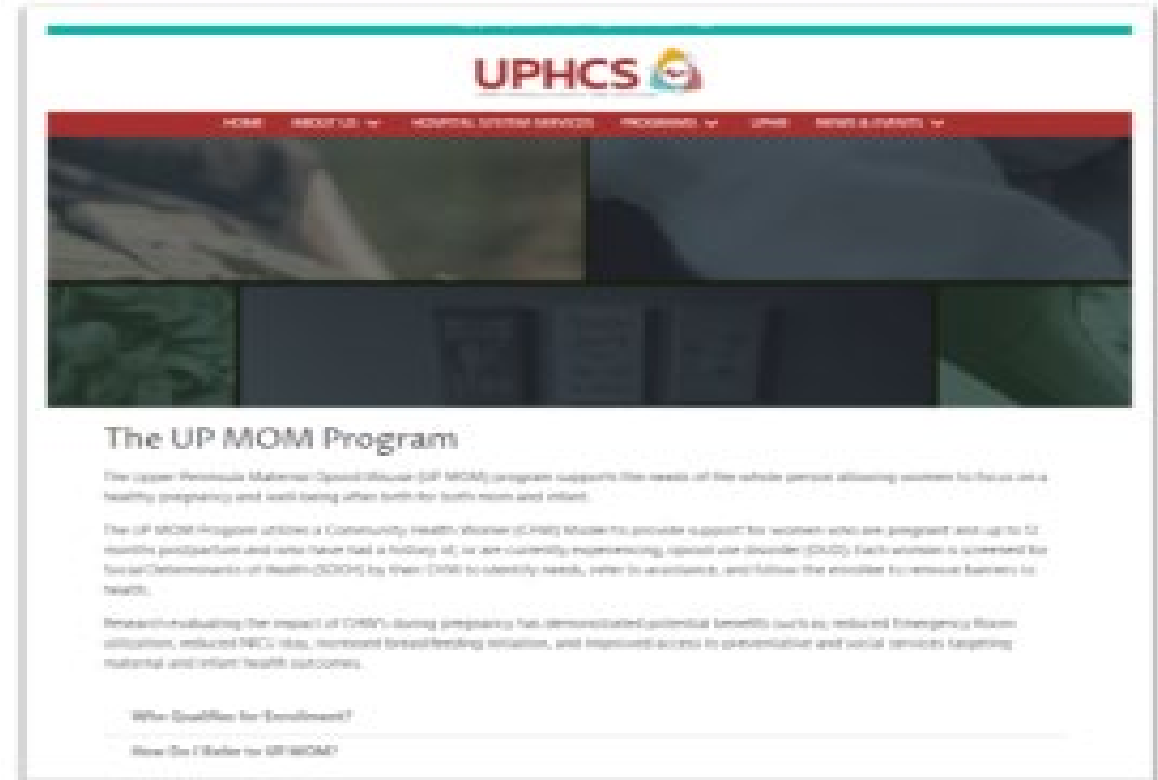 UPHCS
HOME ABOUT US HOSPITAL SYSTEM SERVICES PROGRAMS UPHIE NEWS & EVENTS
The UP MOM Program
The Upper Peninsula Maternal Opioid Misuse (UP MOM) program supports the needs of the whole person allowing women to focus on a
healthy pregnancy and well-being after birth for both mom and infant.
The UP MOM Program utilizes a Community Health Worker (CHW) Model to provide support for women who are pregnant and up to 12
months postpartum and who have had a history of, or are currently experiencing, opioid use disorder (OUD). Each woman is screened for
Social Determinants of Health (SDOH) by their CHW to identify needs, refer to assistance, and follow the enrollee to remove barriers to
health.
Research evaluating the impact of CHW's during pregnancy has demonstrated potential benefits such as, reduced Emergency Room
utilization, reduced NICU stay, increased breastfeeding initiation, and improved access to preventative and social services targeting
maternal and infant health outcomes.
Who Qualifies for Enrollment?
How Do I Refer to UP MOM?